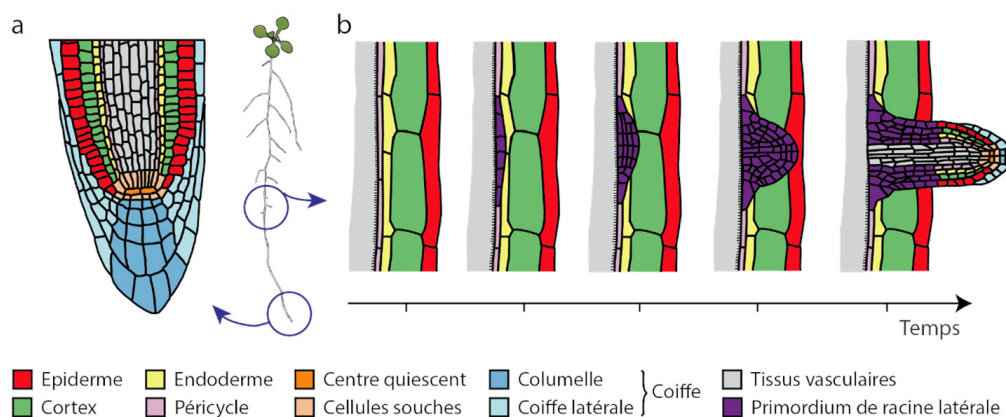 a
b
Temps
Epiderme Endoderme Centre quiescent Columelle Coiffe Tissus vasculaires
Cortex Péricycle Cellules souches Coiffe latérale Primordium de racine latérale